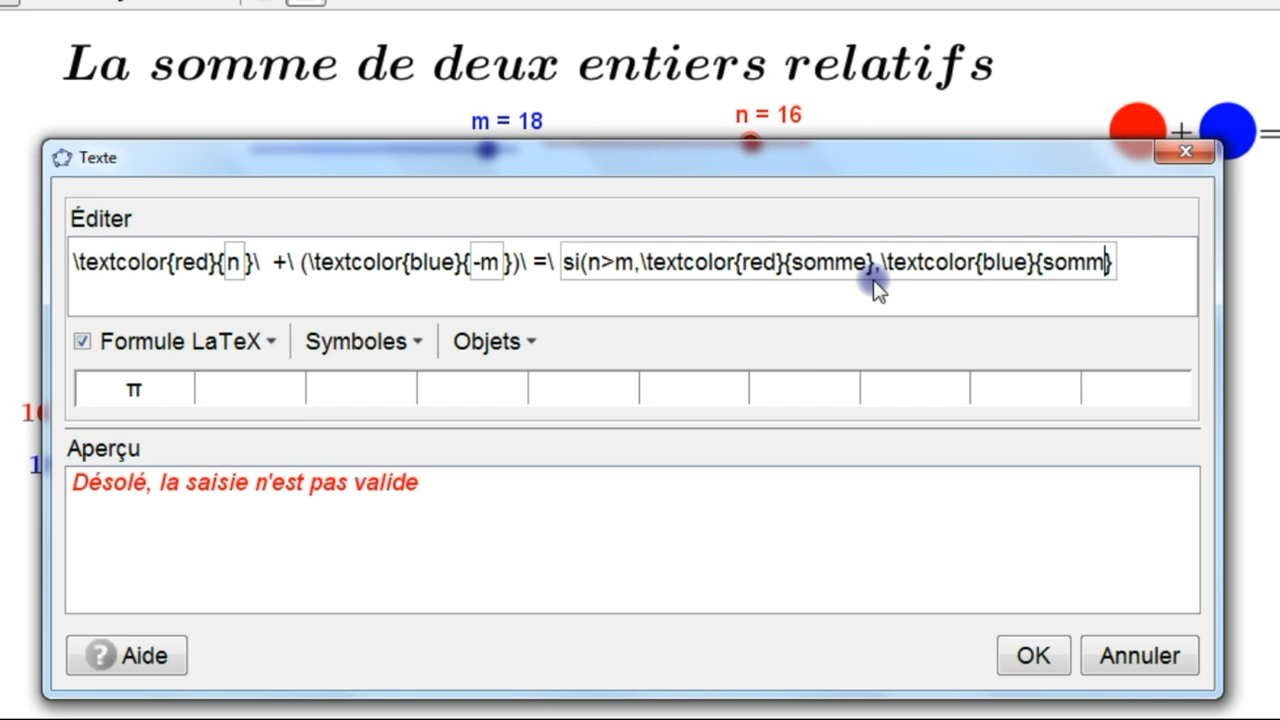 La somme de deux entiers relatifs
m = 18
n = 16
+ =
Texte
Éditer
\textcolor{red}{n}\ +\ (\textcolor{blue}{-m})\ =\ si(n>m,\textcolor{red}{somme},\textcolor{blue}{somm}
Formule LaTeX
Symboles
Objets
π
Aperçu
Désolé, la saisie n'est pas valide
? Aide
OK
Annuler